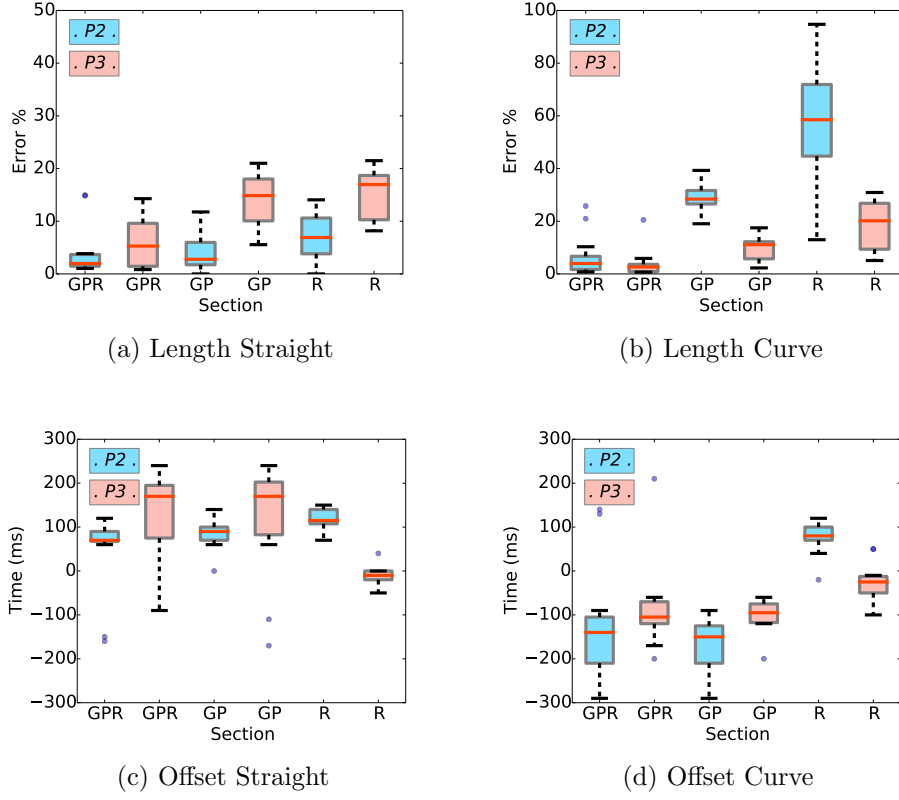 50
40
30
20
10
0
Error %
. P2 .
. P3 .
GPR GPR GP GP R R
Section
(a) Length Straight
100
80
60
40
20
0
Error %
. P2 .
. P3 .
GPR GPR GP GP R R
Section
(b) Length Curve
300
200
100
0
−100
−200
−300
Time (ms)
. P2 .
. P3 .
GPR GPR GP GP R R
Section
(c) Offset Straight
300
200
100
0
−100
−200
−300
Time (ms)
. P2 .
. P3 .
GPR GPR GP GP R R
Section
(d) Offset Curve